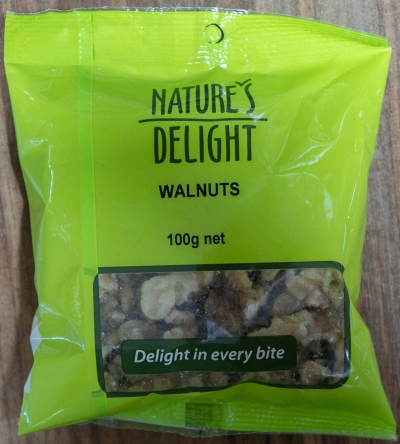 NATURE'S
DELIGHT
WALNUTS
100g net
Delight in every bite